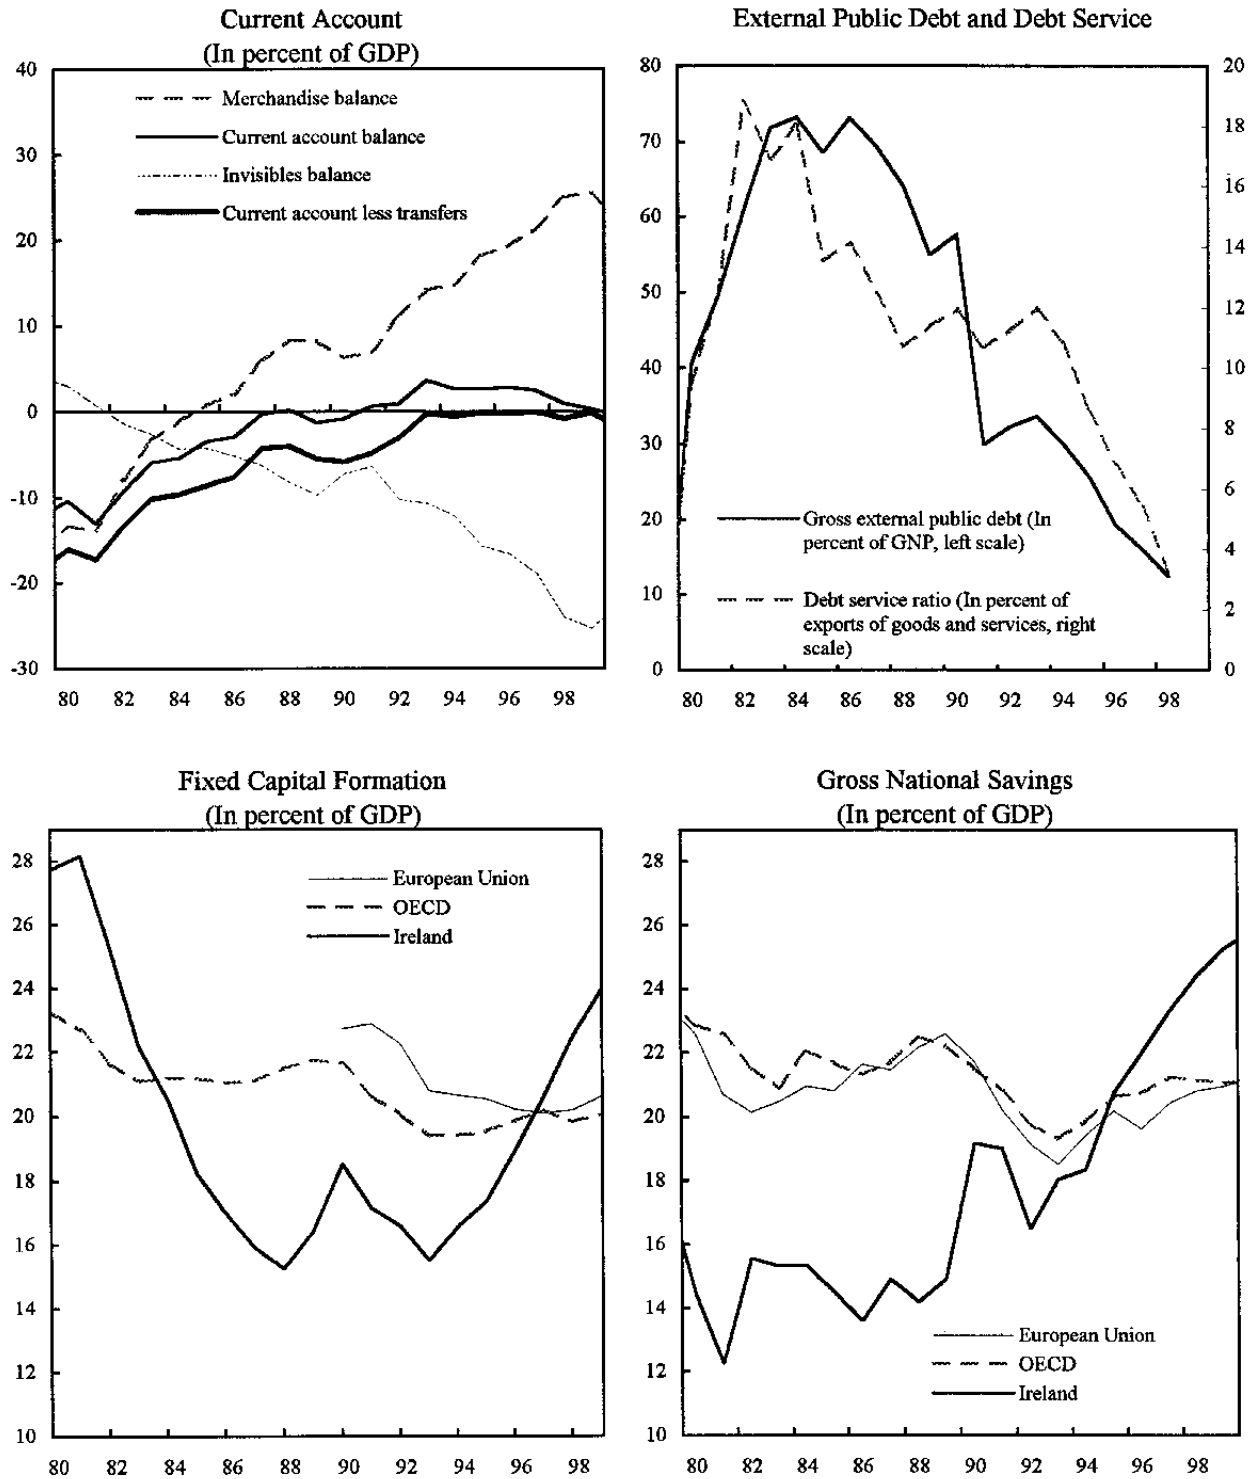 Current Account
(In percent of GDP)
40
30
20
10
0
-10
-20
-30
Merchandise balance
Current account balance
Invisibles balance
Current account less transfers
80 82 84 86 88 90 92 94 96 98
External Public Debt and Debt Service
80
70
60
50
40
30
20
10
0
20
18
16
14
12
10
8
6
4
2
0
Gross external public debt (In
percent of GNP, left scale)
Debt service ratio (In percent of
exports of goods and services, right
scale)
80 82 84 86 88 90 92 94 96 98
Fixed Capital Formation
(In percent of GDP)
28
26
24
22
20
18
16
14
12
10
European Union
OECD
Ireland
80 82 84 86 88 90 92 94 96 98
Gross National Savings
(In percent of GDP)
28
26
24
22
20
18
16
14
12
10
European Union
OECD
Ireland
80 82 84 86 88 90 92 94 96 98